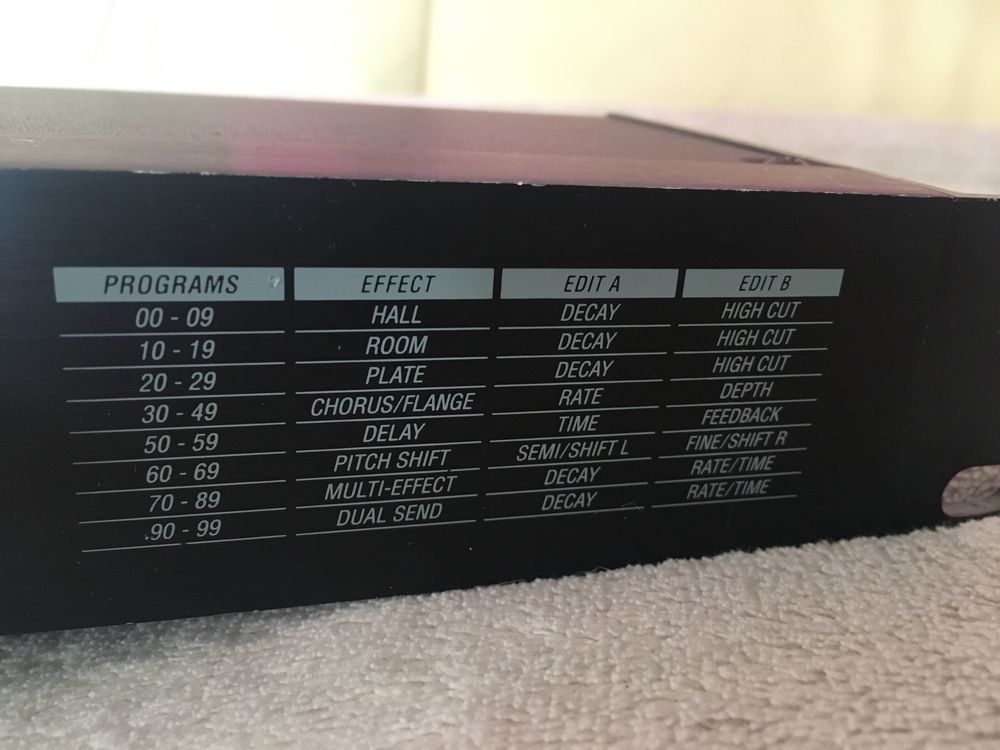 PROGRAMS EFFECT EDIT A EDIT B
00 - 09 HALL DECAY HIGH CUT
10 - 19 ROOM DECAY HIGH CUT
20 - 29 PLATE DECAY HIGH CUT
30 - 49 CHORUS/FLANGE RATE DEPTH
50 - 59 DELAY TIME FEEDBACK
60 - 69 PITCH SHIFT SEMI/SHIFT L FINE/SHIFT R
70 - 89 MULTI-EFFECT DECAY RATE/TIME
90 - 99 DUAL SEND DECAY RATE/TIME